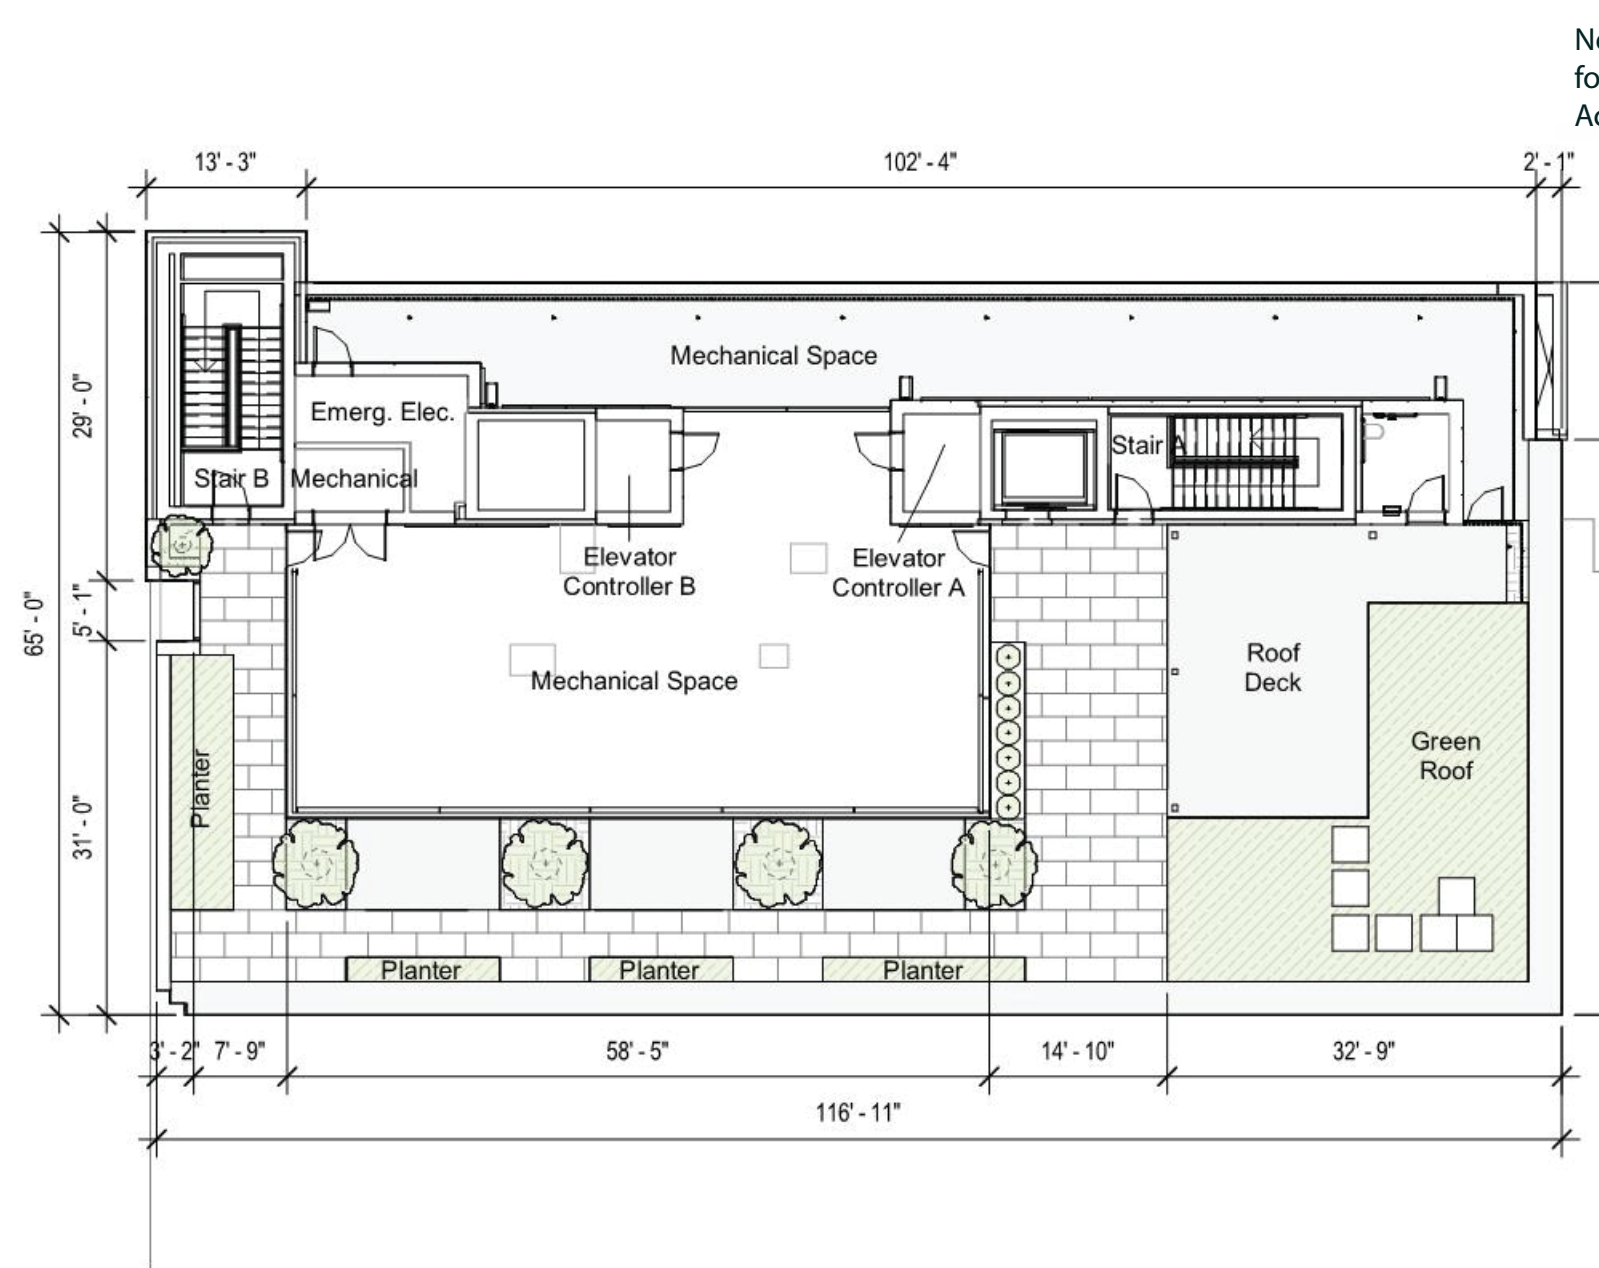 13' - 3"
102' - 4"
2' - 1"
Mechanical Space
Emerg. Elec.
Stair B
Mechanical
Stair A
29' - 0"
Elevator
Controller B
Elevator
Controller A
65' - 0"
5' - 1"
Mechanical Space
Roof
Deck
Green
Roof
Planter
31' - 0"
Planter
Planter
Planter
3' - 2"
7' - 9"
58' - 5"
14' - 10"
32' - 9"
116' - 11"